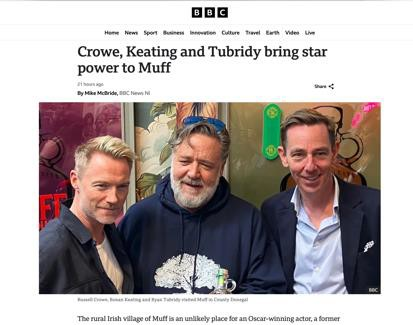 BBC
Home News Sport Business Innovation Culture Travel Earth Video Live
Crowe, Keating and Tubridy bring star
power to Muff
21 hours ago
Share
By Mike McBride, BBC News NI
BBC
Russell Crowe, Ronan Keating and Ryan Tubridy visited Muff in County Donegal
The rural Irish village of Muff is an unlikely place for an Oscar-winning actor, a former